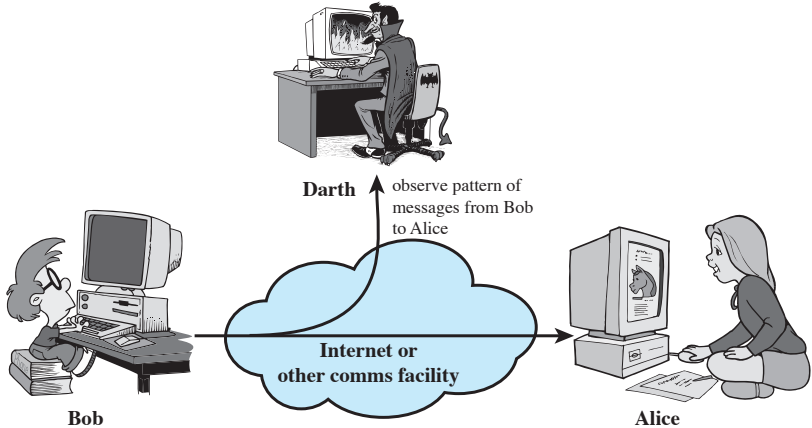 Darth
observe pattern of
messages from Bob
to Alice
Internet or
other comms facility
Bob
Alice